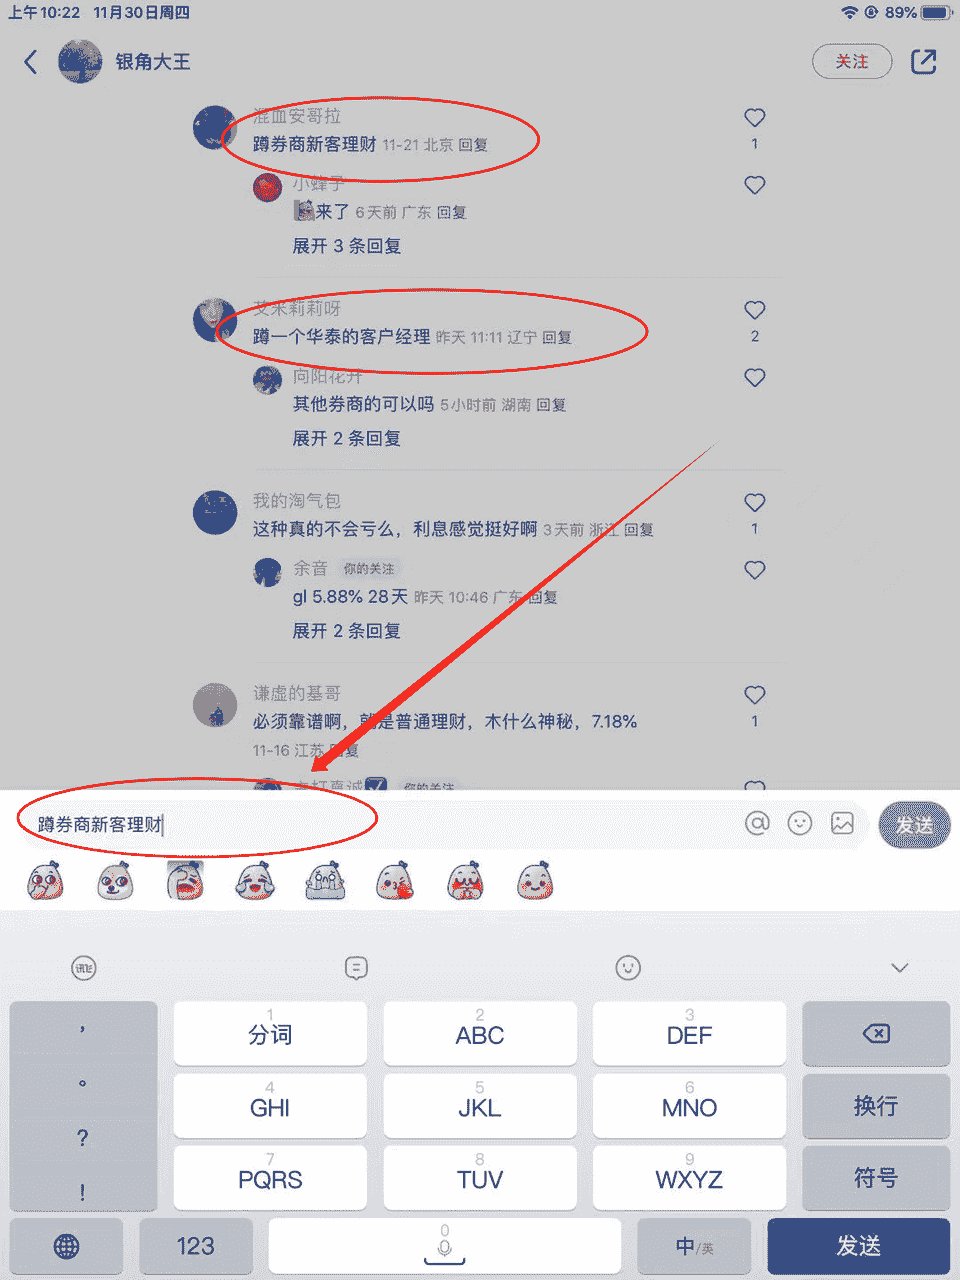 上午10:22 11月30日周四 89%
银角大王 关注
混血安哥拉
蹲券商新客理财 11-21 北京 回复
1
小蜂子
来了 6天前 广东 回复
展开 3 条回复
艾米莉莉呀
蹲一个华泰的客户经理 昨天 11:11 辽宁 回复
2
向阳花开
其他券商的可以吗 5小时前 湖南 回复
展开 2 条回复
我的淘气包
这种真的不会亏么，利息感觉挺好啊 3天前 浙江 回复
1
余音 你的关注
gl 5.88% 28天 昨天 10:46 广东 回复
展开 2 条回复
谦虚的基哥
必须靠谱啊，就是普通理财，木什么神秘，7.18%
1
11-16 江苏 回复
你的关注
蹲券商新客理财 @ 发送
讯飞
， 1 分词 2 ABC 3 DEF
。 4 GHI 5 JKL 6 MNO 换行
？ 7 PQRS 8 TUV 9 WXYZ 符号
！
123 0 中/英 发送